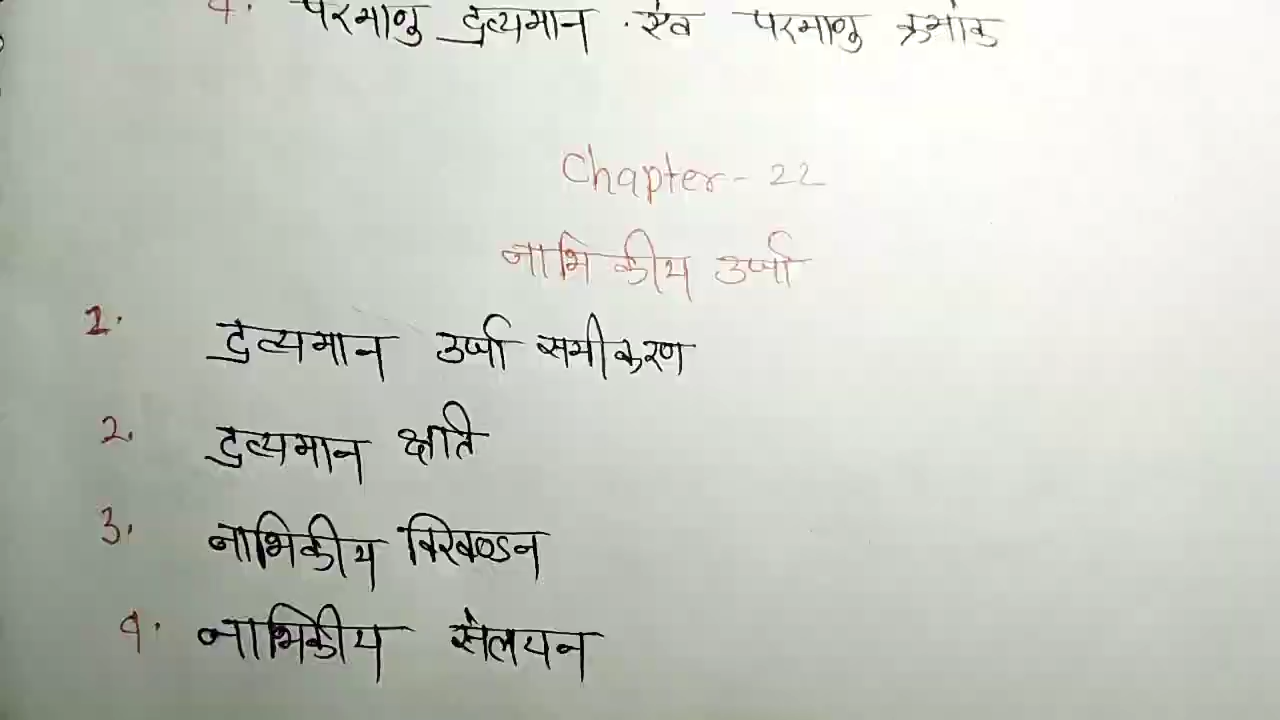 4. परमाणु द्रव्यमान एंव परमाणु क्रमांक
Chapter - 22
नाभिकीय उर्जा
1. द्रव्यमान उर्जा समीकरण
2. द्रव्यमान क्षति
3. नाभिकीय विखण्डन
4. नाभिकीय संलयन